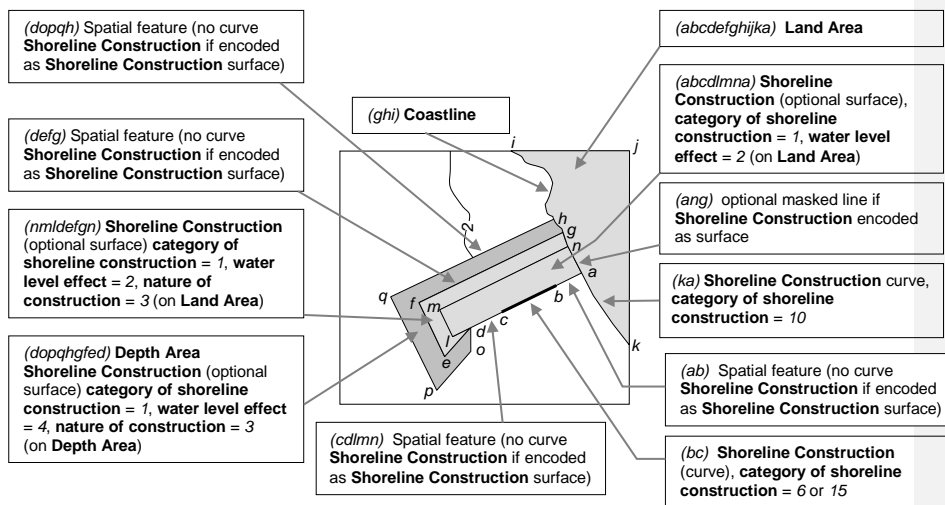 (dopqh) Spatial feature (no curve
Shoreline Construction if encoded
as Shoreline Construction surface)
(defg) Spatial feature (no curve
Shoreline Construction if encoded
as Shoreline Construction surface)
(nmldefgn) Shoreline Construction
(optional surface) category of
shoreline construction = 1, water
level effect = 2, nature of
construction = 3 (on Land Area)
(dopqhgfed) Depth Area
Shoreline Construction (optional
surface) category of shoreline
construction = 1, water level effect
= 4, nature of construction = 3
(on Depth Area)
(ghi) Coastline
i
j
2
h
g
n
a
q
f
m
b
c
l
d
e
o
p
k
(cdlmn) Spatial feature (no curve
Shoreline Construction if encoded
as Shoreline Construction surface)
(abcdefghijka) Land Area
(abcdlmna) Shoreline
Construction (optional surface),
category of shoreline
construction = 1, water level
effect = 2 (on Land Area)
(ang) optional masked line if
Shoreline Construction encoded
as surface
(ka) Shoreline Construction curve,
category of shoreline
construction = 10
(ab) Spatial feature (no curve
Shoreline Construction if encoded
as Shoreline Construction surface)
(bc) Shoreline Construction
(curve), category of shoreline
construction = 6 or 15